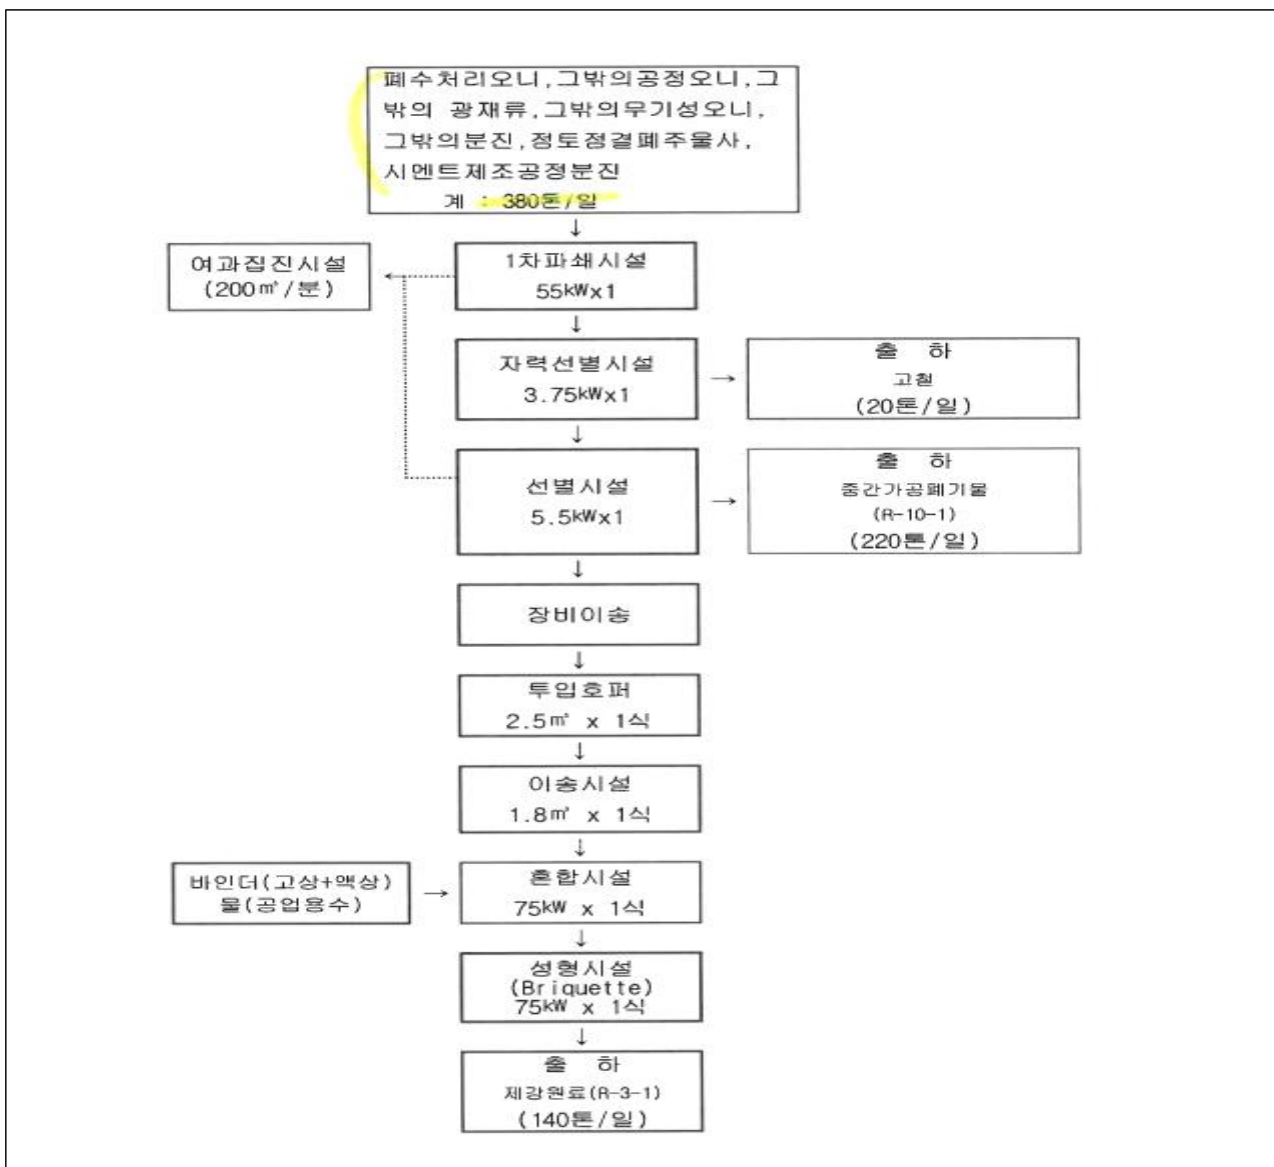 폐수처리오니,그밖의공정오니,그
밖의 광재류,그밖의무기성오니,
그밖의분진,점토점결폐주물사,
시멘트제조공정분진
계 : 380톤/일
↓
여과집진시설
(200㎥/분)
1차파쇄시설
55kWx1
↓
자력선별시설
3.75kWx1
→
출 하
고철
(20톤/일)
↓
선별시설
5.5kWx1
→
출 하
중간가공폐기물
(R-10-1)
(220톤/일)
↓
장비이송
↓
투입호퍼
2.5㎥ x 1식
↓
이송시설
1.8㎥ x 1식
↓
바인더(고상+액상)
물(공업용수)
→
혼합시설
75kW x 1식
↓
성형시설
(Briquette)
75kW x 1식
↓
출 하
제강원료(R-3-1)
(140톤/일)